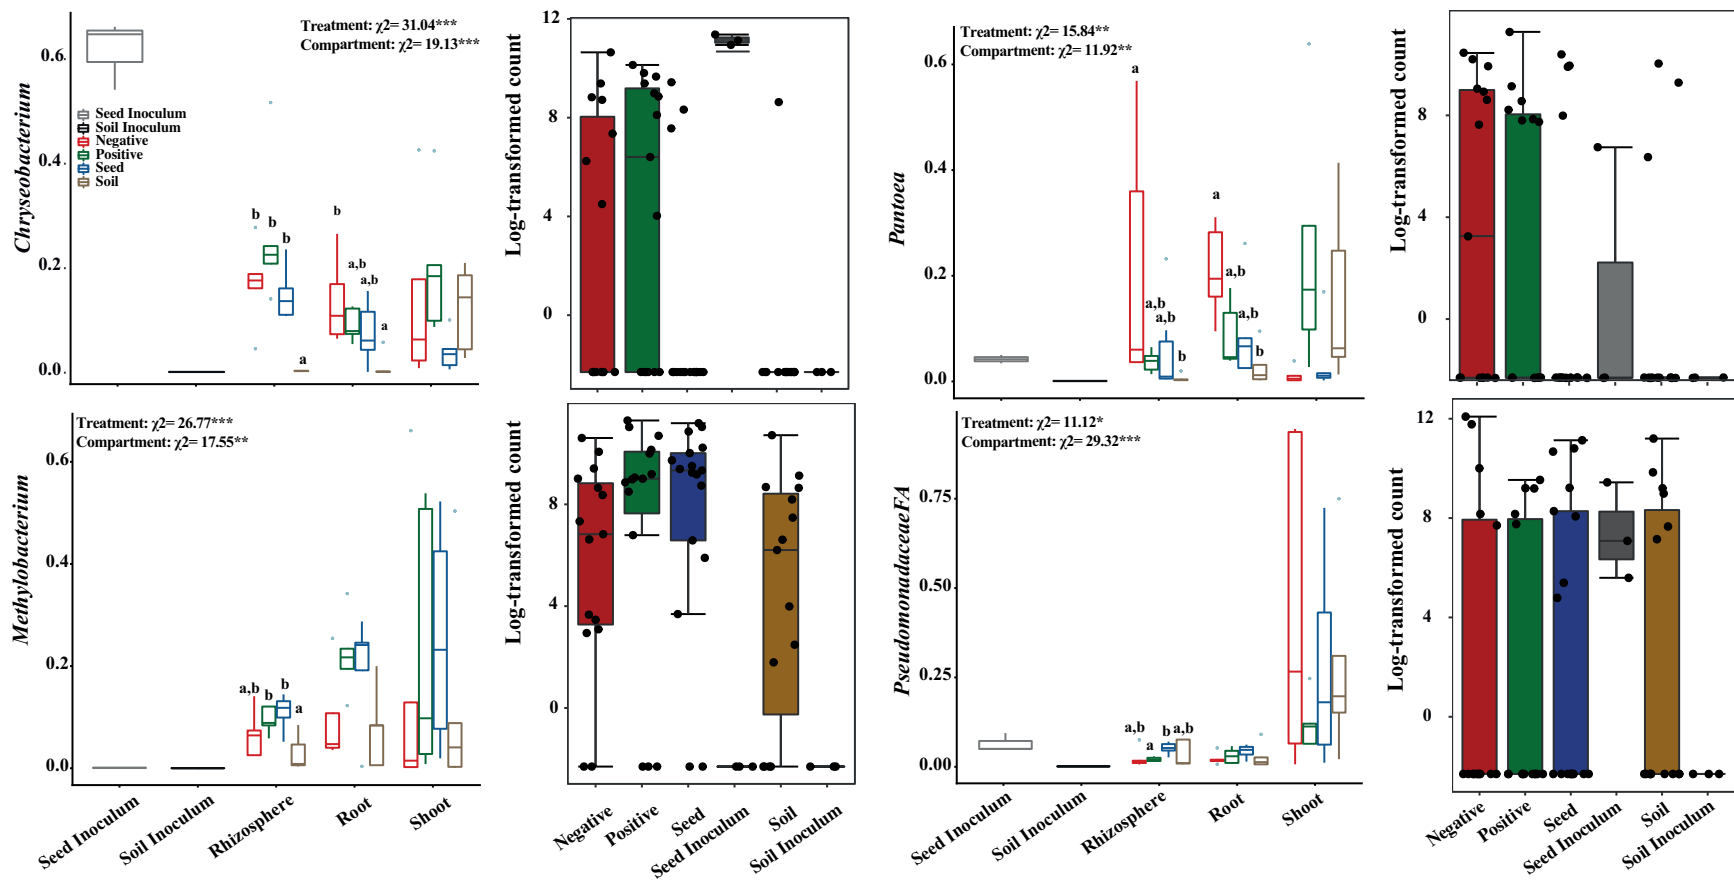 Treatment: χ2= 31.04***
Compartment: χ2= 19.13***
Chryseobacterium
0.6
0.4
0.2
0.0
Seed Inoculum
Soil Inoculum
Negative
Positive
Seed
Soil
b
b
b
a
b
a,b
a,b
a
Log-transformed count
12
8
4
0
Treatment: χ2= 15.84**
Compartment: χ2= 11.92**
Pantoea
0.6
0.4
0.2
0.0
a
a,b
a,b
b
a
a,b
a,b
b
Log-transformed count
8
4
0
Treatment: χ2= 26.77***
Compartment: χ2= 17.55**
Methylobacterium
0.6
0.4
0.2
0.0
a,b
b
b
a
Seed Inoculum
Soil Inoculum
Rhizosphere
Root
Shoot
Log-transformed count
8
4
0
Negative
Positive
Seed
Seed Inoculum
Soil
Soil Inoculum
Treatment: χ2= 11.12*
Compartment: χ2= 29.32***
PseudomonadaceaeFA
0.75
0.50
0.25
0.00
a,b
a
b
a,b
Seed Inoculum
Soil Inoculum
Rhizosphere
Root
Shoot
Log-transformed count
12
8
4
0
Negative
Positive
Seed
Seed Inoculum
Soil
Soil Inoculum